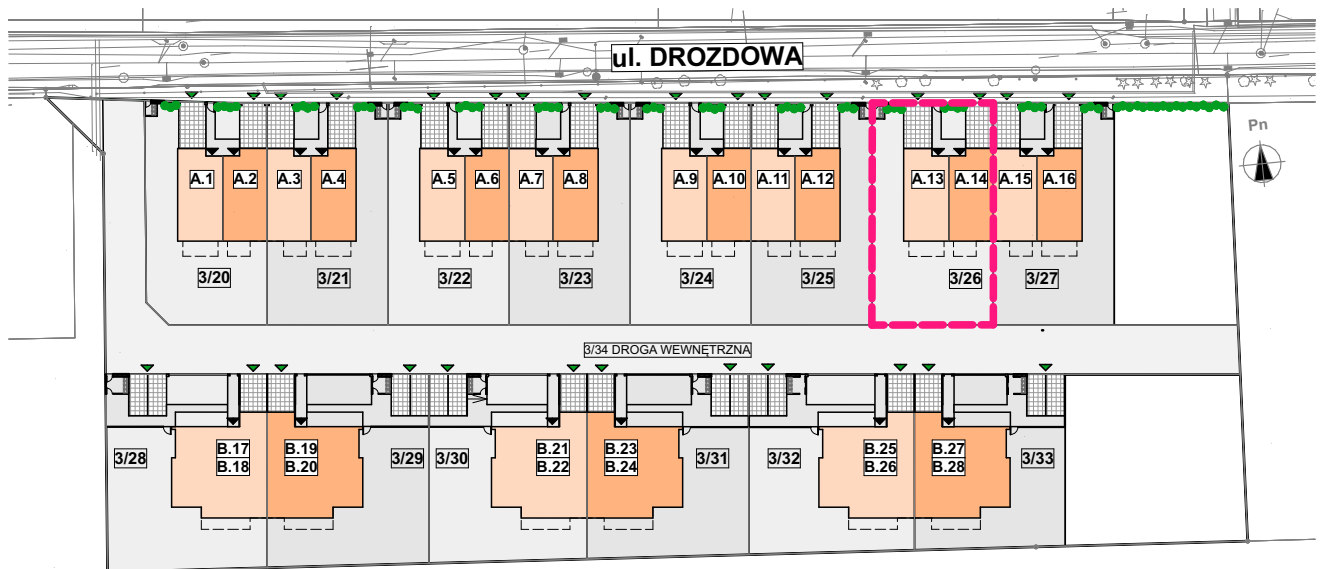 ul. DROZDOWA
Pn
A.1 A.2 A.3 A.4 A.5 A.6 A.7 A.8 A.9 A.10 A.11 A.12 A.13 A.14 A.15 A.16
3/20 3/21 3/22 3/23 3/24 3/25 3/26 3/27
3/34 DROGA WEWNĘTRZNA
B.17 B.19 B.21 B.23 B.25 B.27
3/28 B.18 B.20 3/29 3/30 B.22 B.24 3/31 3/32 B.26 B.28 3/33